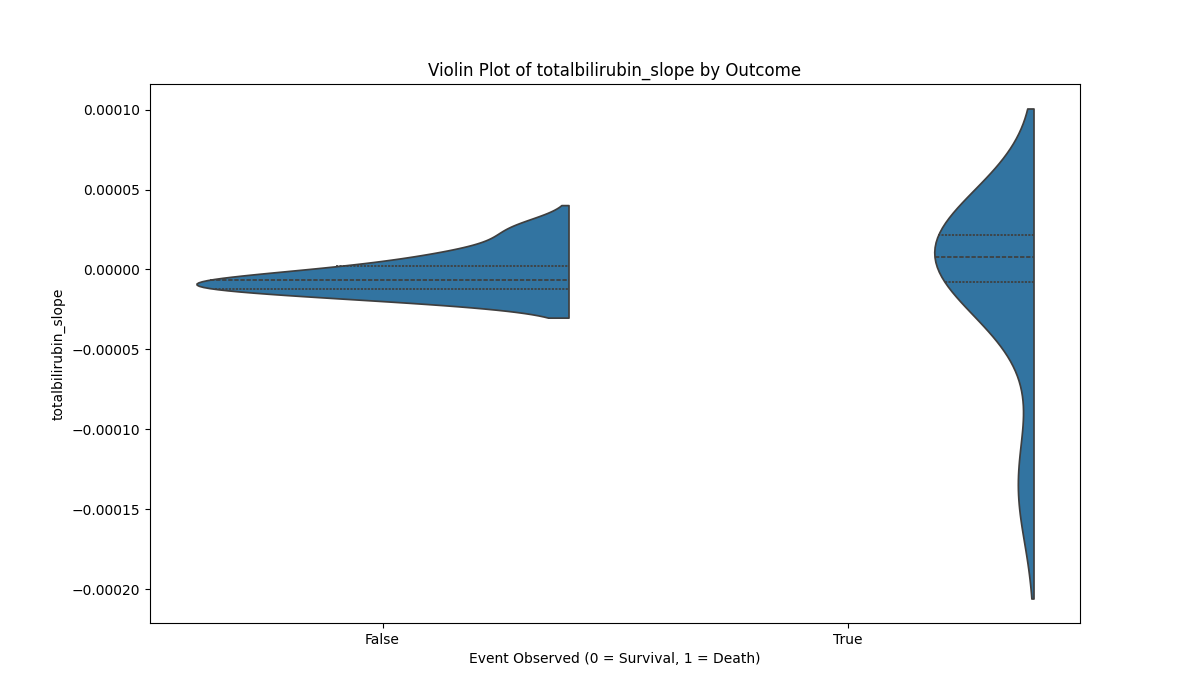 Violin Plot of totalbilirubin_slope by Outcome
0.00010
0.00005
0.00000
−0.00005
−0.00010
−0.00015
−0.00020
totalbilirubin_slope
False True
Event Observed (0 = Survival, 1 = Death)